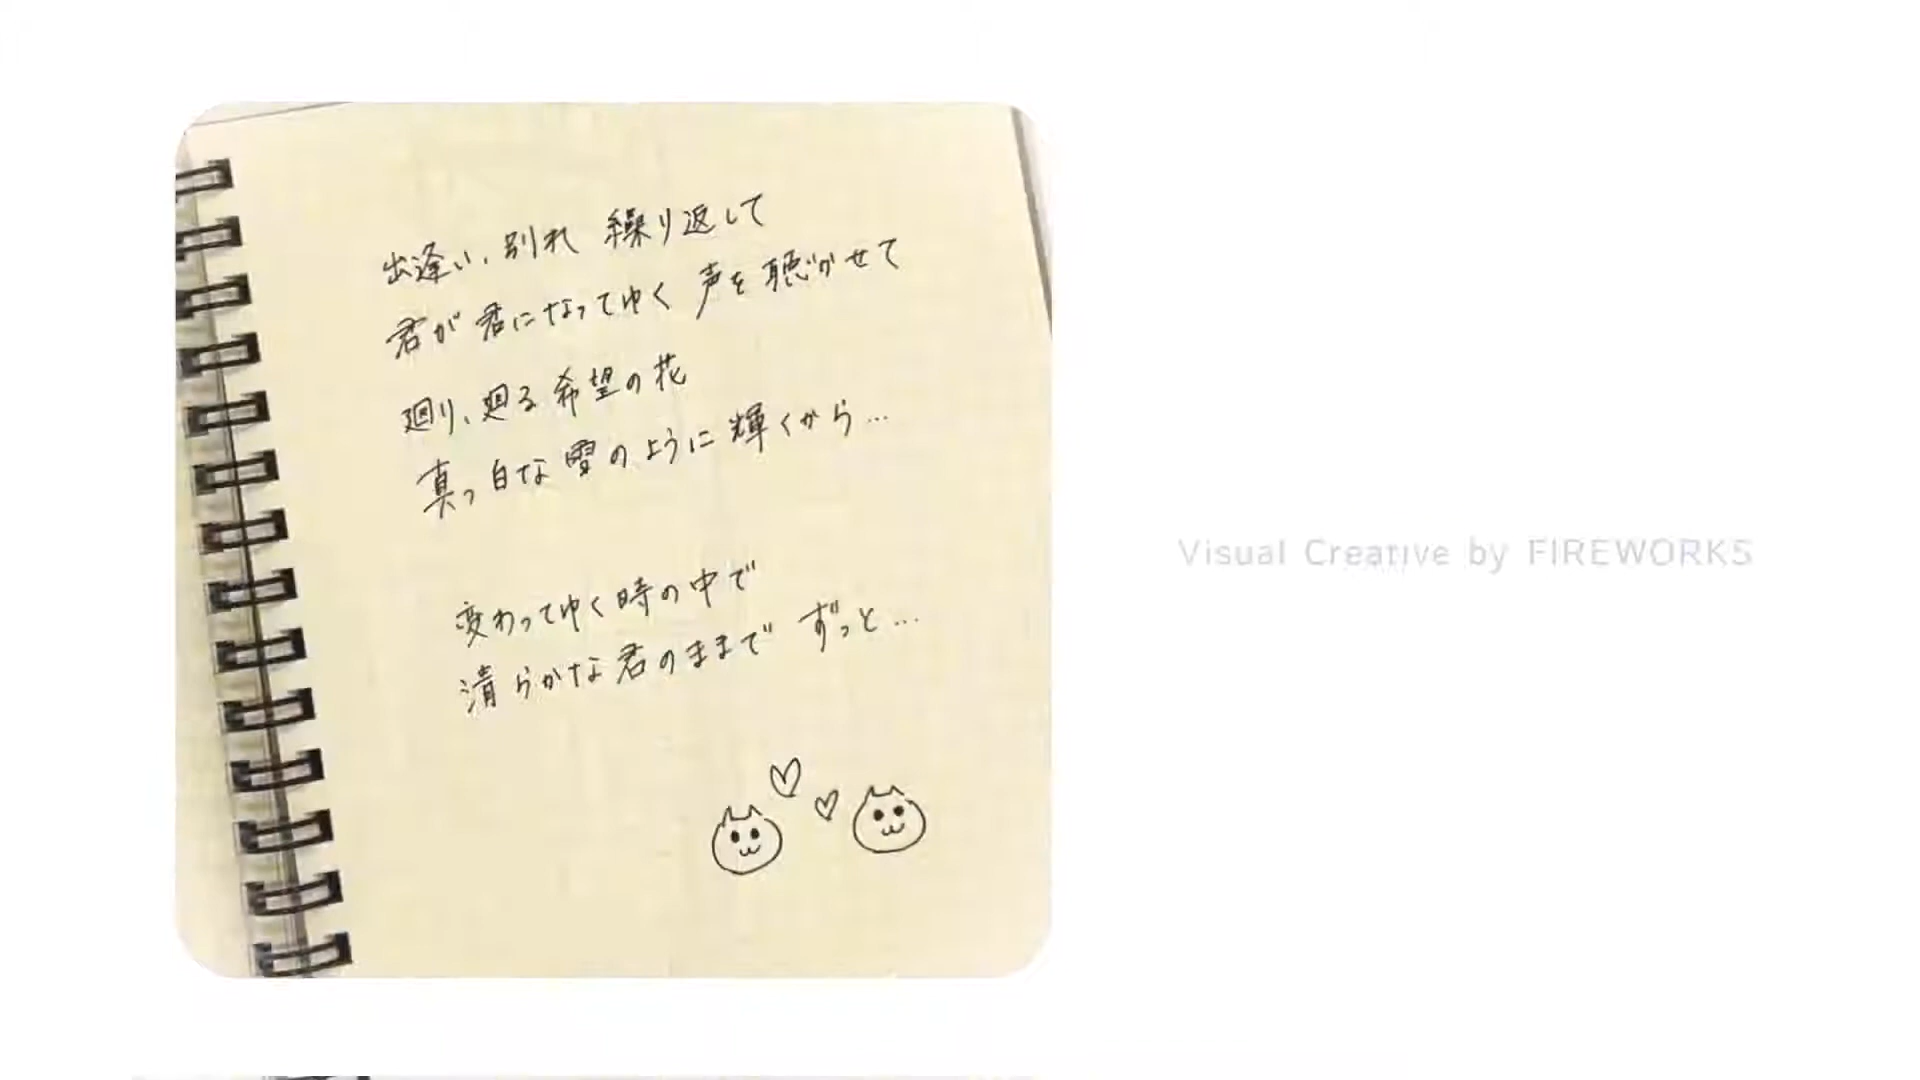 出逢い、別れ 繰り返して
君が君になってゆく 声を聴かせて
廻り、廻る希望の花
真っ白な雪のように輝くから…
変わってゆく時の中で
清らかな君のままで ずっと…
Visual Creative by FIREWORKS